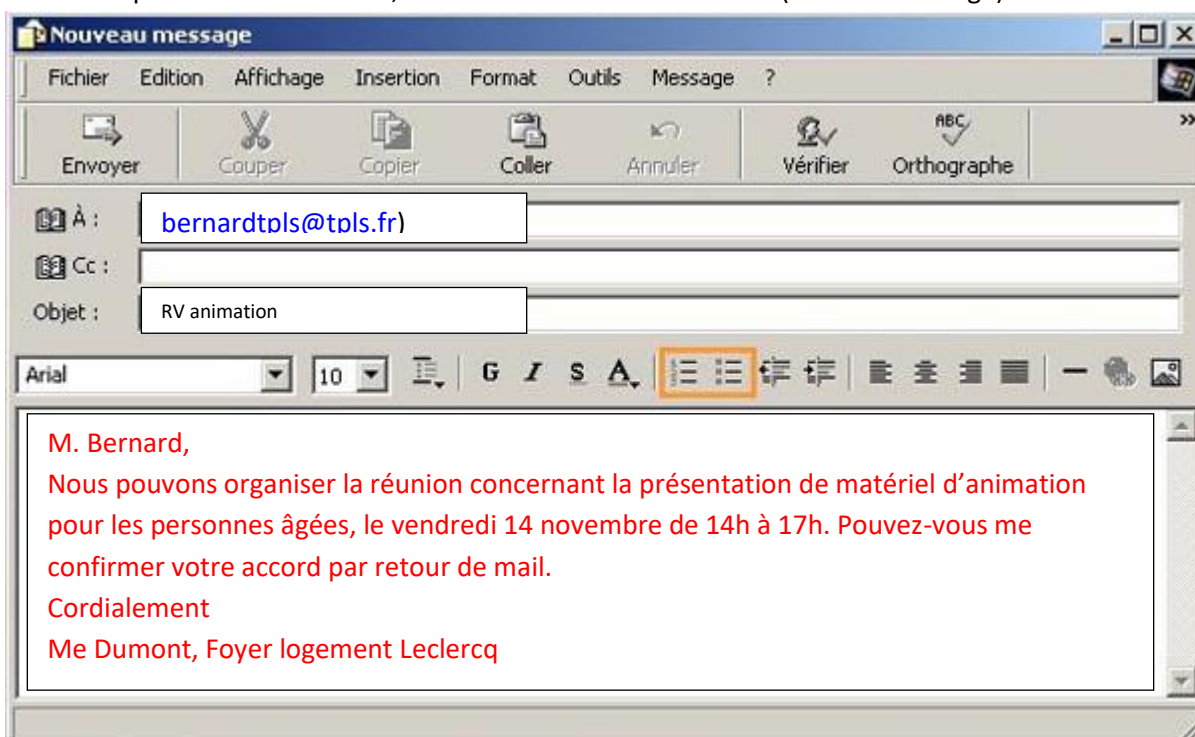 Nouveau message
Fichier Edition Affichage Insertion Format Outils Message ?
ABC
Envoyer Couper Copier Coller Annuler Vérifier Orthographe
À : bernardtpls@tpls.fr)
Cc :
Objet : RV animation
Arial 10 G I S A
M. Bernard,
Nous pouvons organiser la réunion concernant la présentation de matériel d’animation
pour les personnes âgées, le vendredi 14 novembre de 14h à 17h. Pouvez-vous me
confirmer votre accord par retour de mail.
Cordialement
Me Dumont, Foyer logement Leclercq